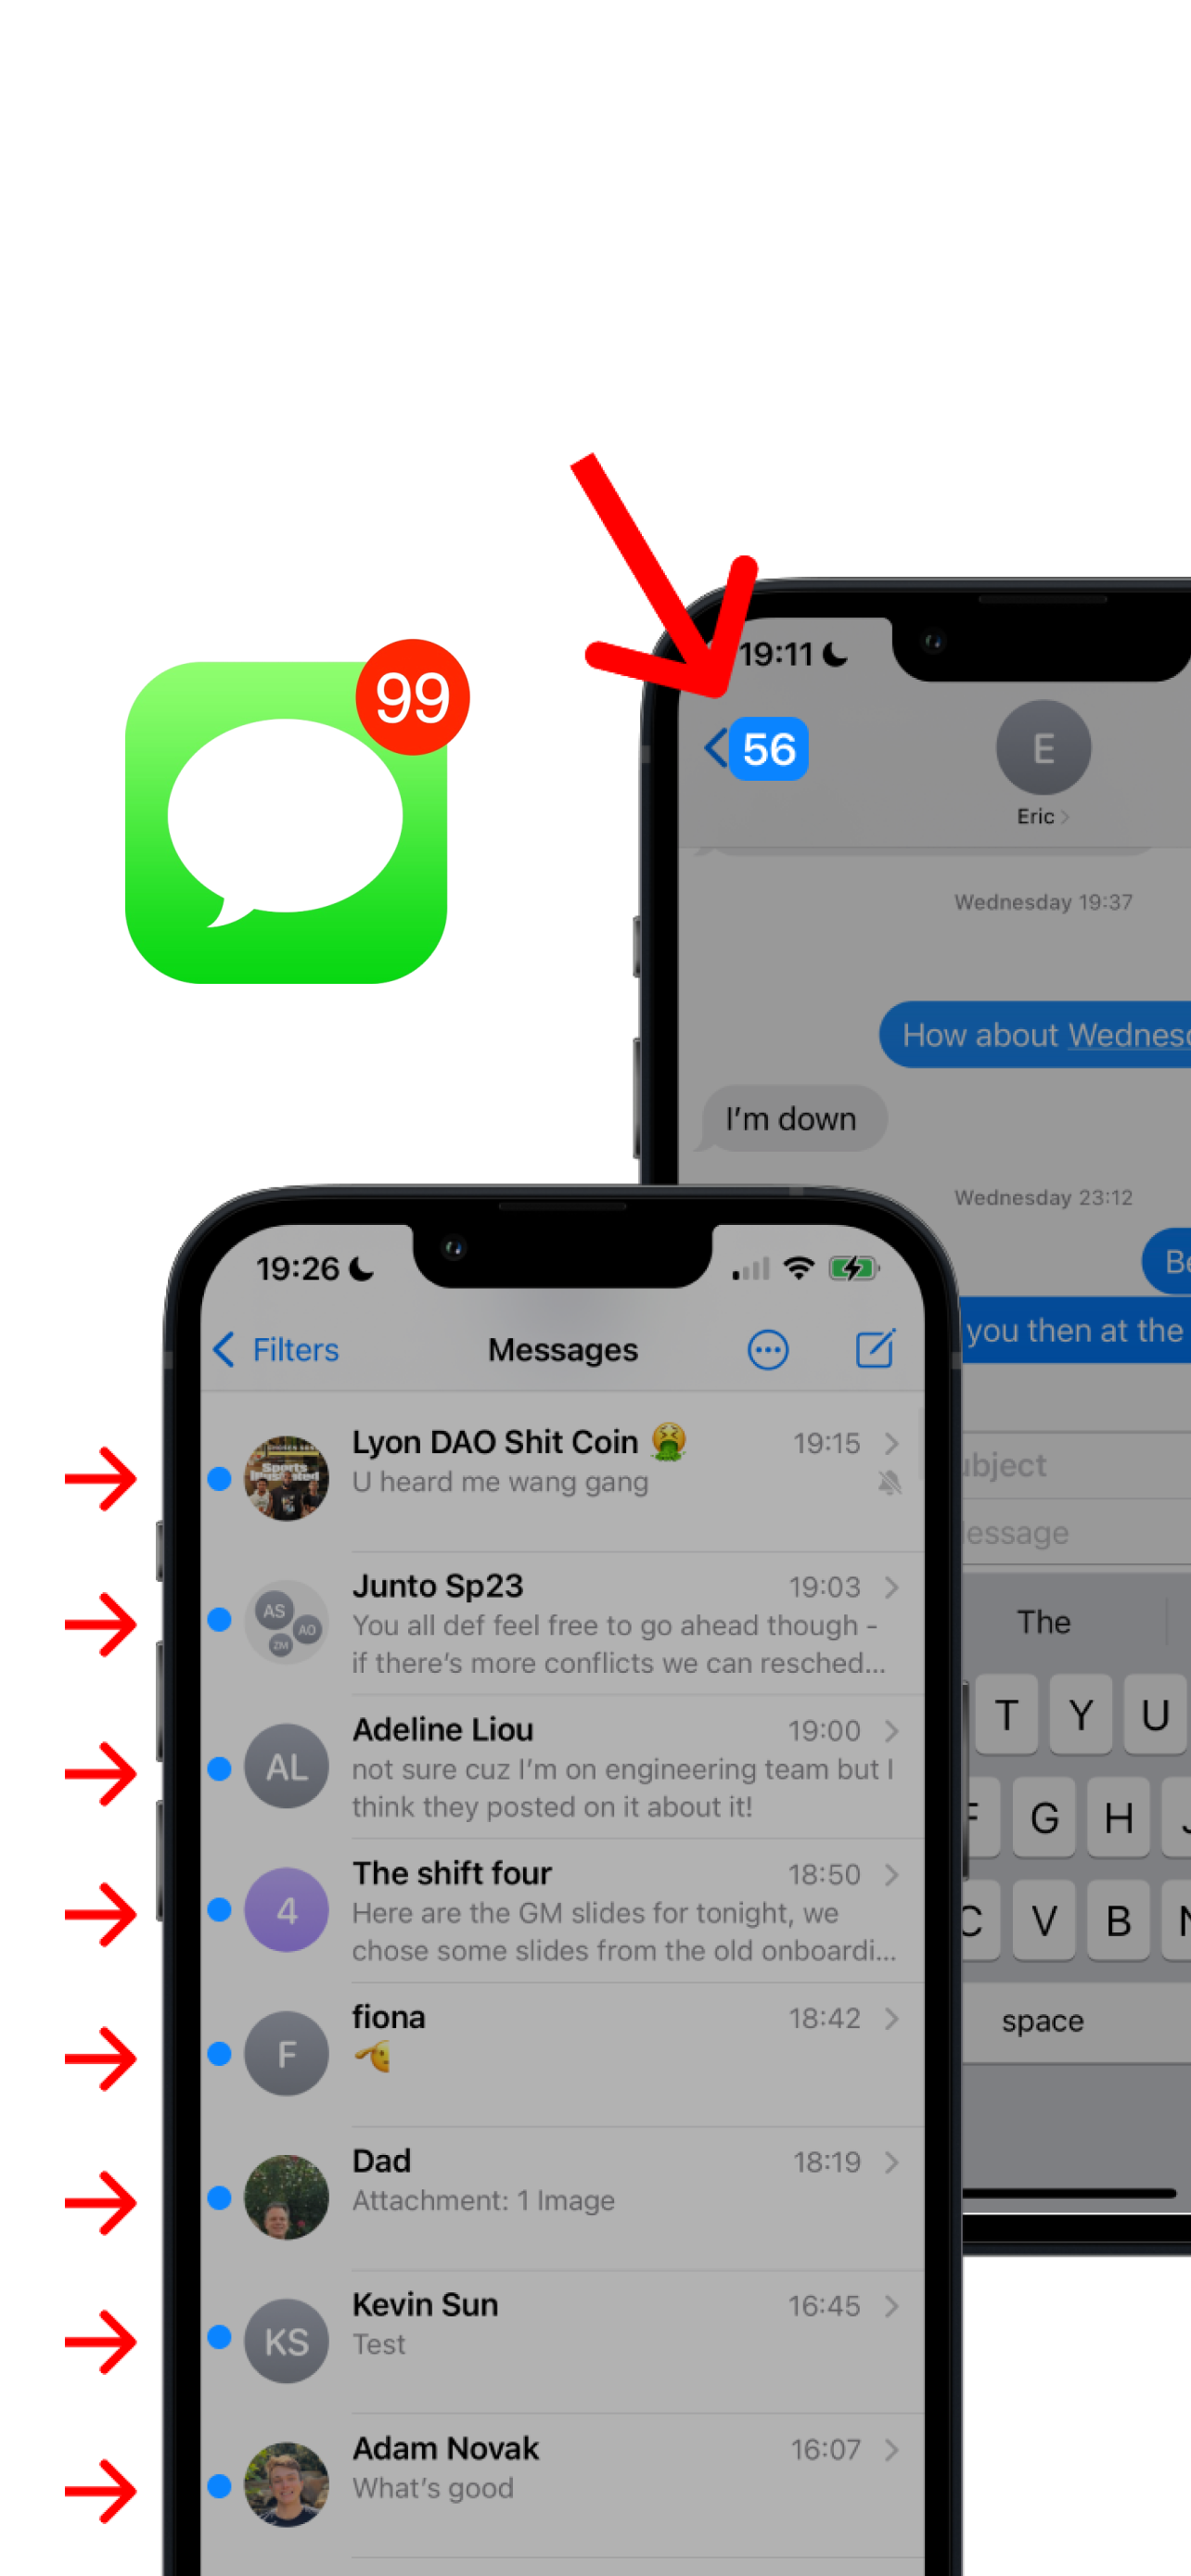 99
19:11
56
E
Eric
Wednesday 19:37
How about
I'm down
Wednesday 23:12
you then at the
The
T Y U
G H
C V B
space
19:26
Filters
Messages
Lyon DAO Shit Coin 🤮 19:15
Sports
U heard me wang gang
Junto Sp23 19:03
AS
AO
ZM
You all def feel free to go ahead though -
if there's more conflicts we can resched...
Adeline Liou 19:00
AL
not sure cuz I'm on engineering team but I
think they posted on it about it!
The shift four 18:50
4
Here are the GM slides for tonight, we
chose some slides from the old onboardi...
fiona 18:42
F
Dad 18:19
Attachment: 1 Image
Kevin Sun 16:45
KS
Test
Adam Novak 16:07
What's good